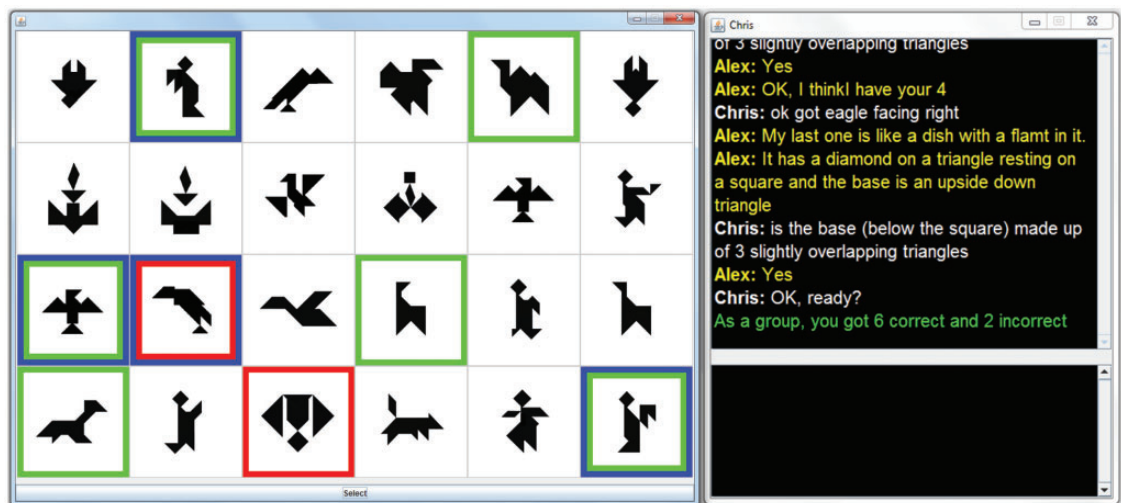 Chris
of 3 slightly overlapping triangles
Alex: Yes
Alex: OK, I thinkI have your 4
Chris: ok got eagle facing right
Alex: My last one is like a dish with a flamt in it.
Alex: It has a diamond on a triangle resting on
a square and the base is an upside down
triangle
Chris: is the base (below the square) made up
of 3 slightly overlapping triangles
Alex: Yes
Chris: OK, ready?
As a group, you got 6 correct and 2 incorrect
Select